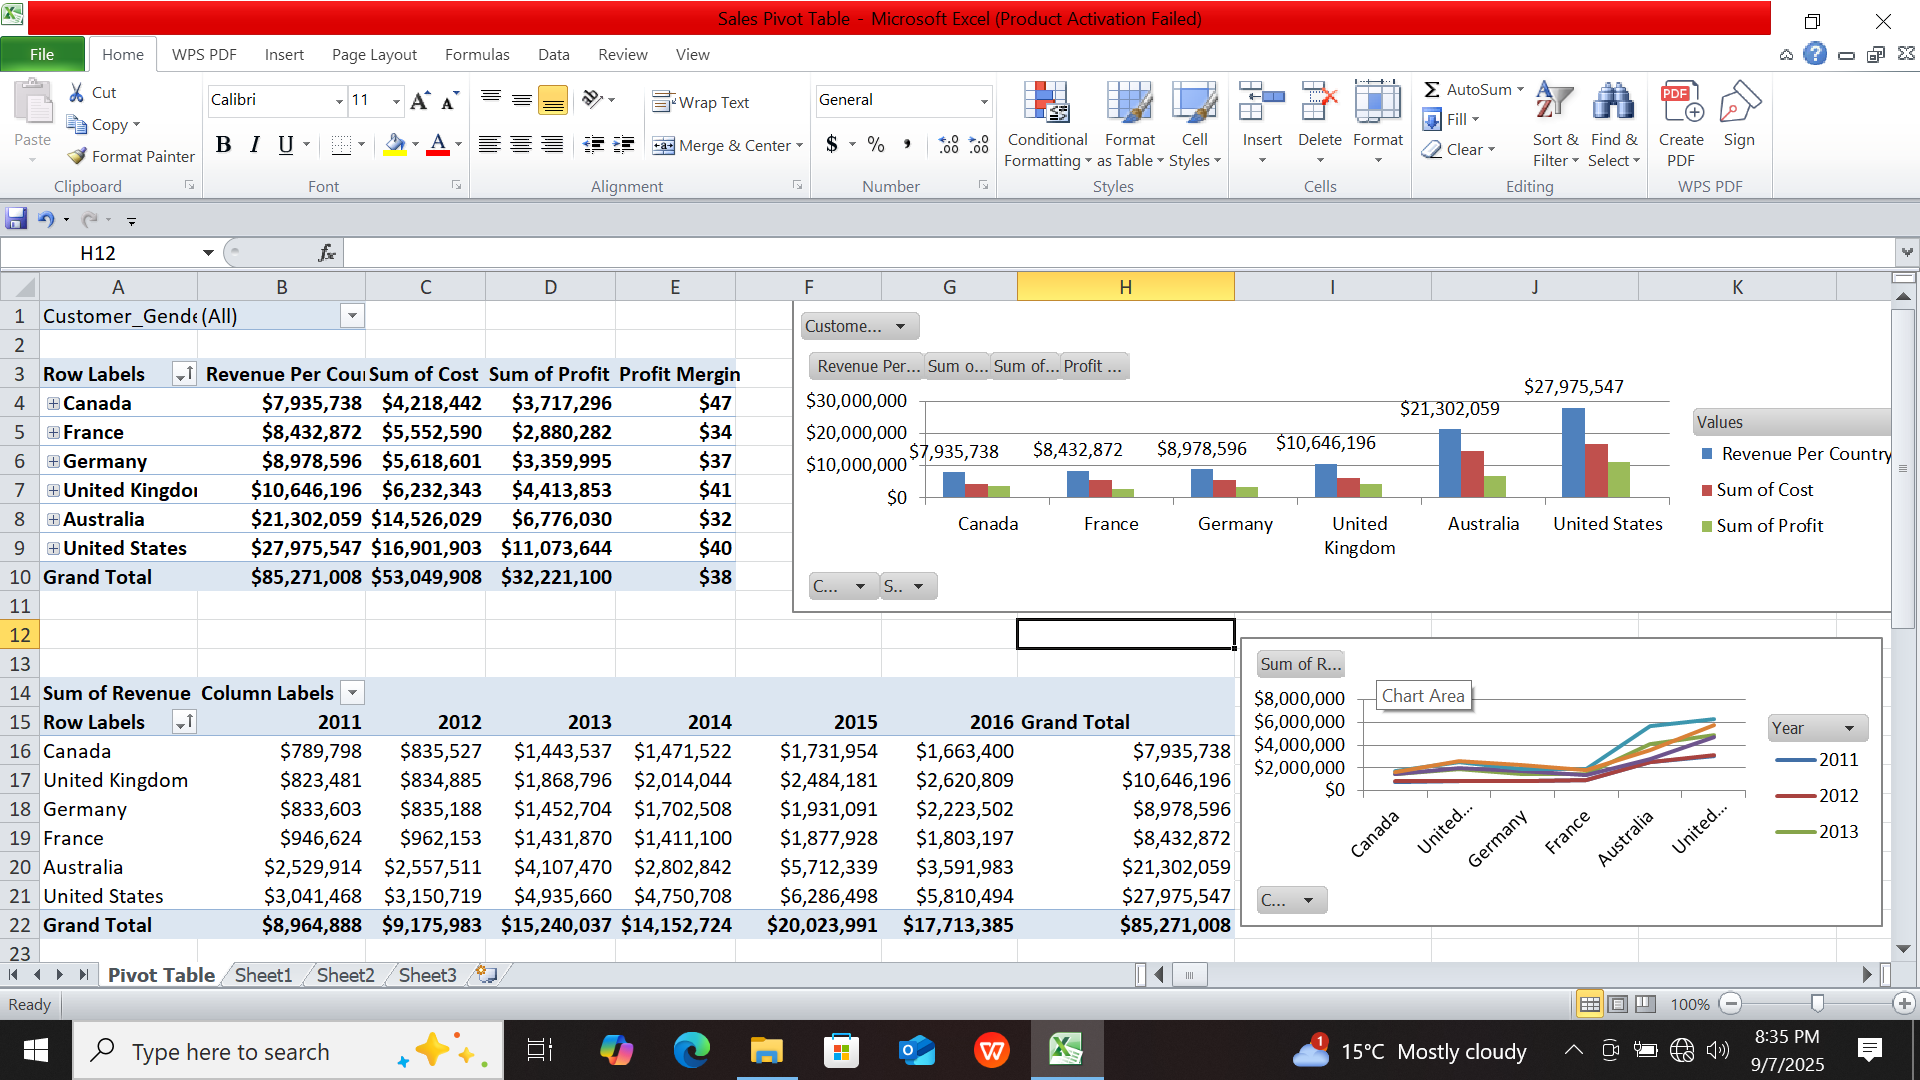 Sales Pivot Table - Microsoft Excel (Product Activation Failed)
File Home WPS PDF Insert Page Layout Formulas Data Review View
Paste
Cut
Copy
Format Painter
Clipboard
Calibri 11
B I U
Font
Wrap Text
Merge & Center
Alignment
General
$ % ,
Number
Conditional Formatting
Format as Table
Cell Styles
Styles
Insert Delete Format
Cells
AutoSum
Fill
Clear
Sort & Filter
Find & Select
Editing
Create PDF
Sign
WPS PDF
H12 fx
A B C D E F G H I J K
1 Customer_Gende (All)
2
3 Row Labels Revenue Per Cou Sum of Cost Sum of Profit Profit Mergin
4 Canada $7,935,738 $4,218,442 $3,717,296 $47
5 France $8,432,872 $5,552,590 $2,880,282 $34
6 Germany $8,978,596 $5,618,601 $3,359,995 $37
7 United Kingdo $10,646,196 $6,232,343 $4,413,853 $41
8 Australia $21,302,059 $14,526,029 $6,776,030 $32
9 United States $27,975,547 $16,901,903 $11,073,644 $40
10 Grand Total $85,271,008 $53,049,908 $32,221,100 $38
11
12
13
14 Sum of Revenue Column Labels
15 Row Labels 2011 2012 2013 2014 2015 2016 Grand Total
16 Canada $789,798 $835,527 $1,443,537 $1,471,522 $1,731,954 $1,663,400 $7,935,738
17 United Kingdom $823,481 $834,885 $1,868,796 $2,014,044 $2,484,181 $2,620,809 $10,646,196
18 Germany $833,603 $835,188 $1,452,704 $1,702,508 $1,931,091 $2,223,502 $8,978,596
19 France $946,624 $962,153 $1,431,870 $1,411,100 $1,877,928 $1,803,197 $8,432,872
20 Australia $2,529,914 $2,557,511 $4,107,470 $2,802,842 $5,712,339 $3,591,983 $21,302,059
21 United States $3,041,468 $3,150,719 $4,935,660 $4,750,708 $6,286,498 $5,810,494 $27,975,547
22 Grand Total $8,964,888 $9,175,983 $15,240,037 $14,152,724 $20,023,991 $17,713,385 $85,271,008
23
Custome...
Revenue Per... Sum o... Sum of... Profit ...
$30,000,000
$20,000,000
$10,000,000
$0
$7,935,738 $8,432,872 $8,978,596 $10,646,196 $21,302,059 $27,975,547
Canada France Germany United Kingdom Australia United States
Values
Revenue Per Country
Sum of Cost
Sum of Profit
C... S..
Sum of R...
Chart Area
$8,000,000
$6,000,000
$4,000,000
$2,000,000
$0
Canada United... Germany France Australia United...
Year
2011
2012
2013
C...
Pivot Table Sheet1 Sheet2 Sheet3
Ready 100%
Type here to search
1 15°C Mostly cloudy
8:35 PM
9/7/2025